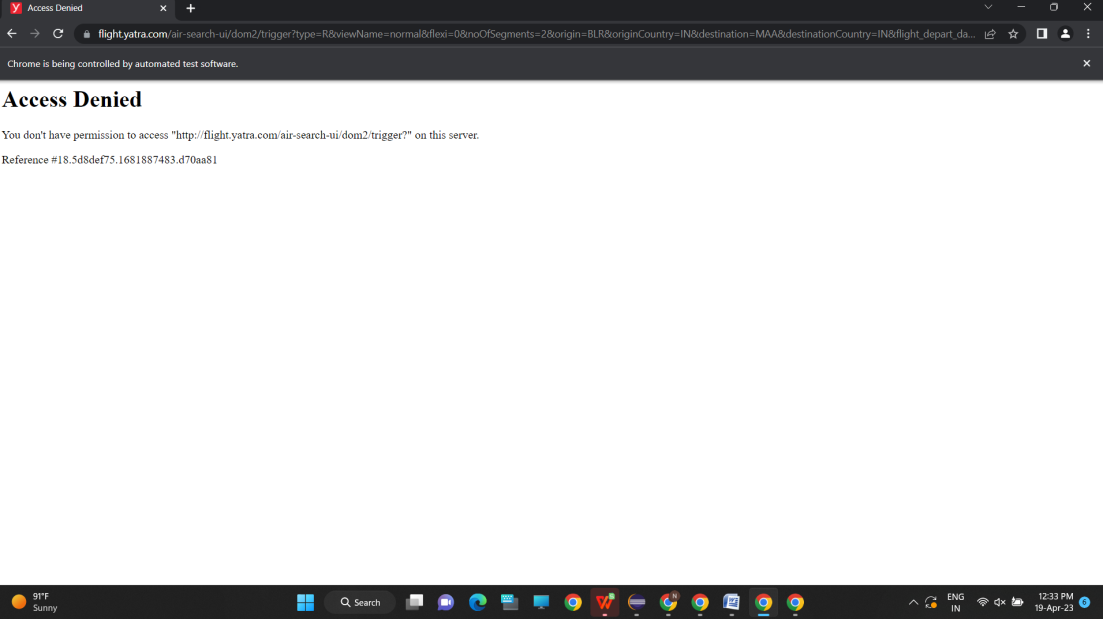 Access Denied
flight.yatra.com/air-search-ui/dom2/trigger?type=R&viewName=normal&flexi=0&noOfSegments=2&origin=BLR&originCountry=IN&destination=MAA&destinationCountry=IN&flight_depart_da...
Chrome is being controlled by automated test software.
Access Denied
You don't have permission to access "http://flight.yatra.com/air-search-ui/dom2/trigger?" on this server.
Reference #18.5d8def75.1681887483.d70aa81
91°F
Sunny
Search
N
ENG
IN
12:33 PM
19-Apr-23
6